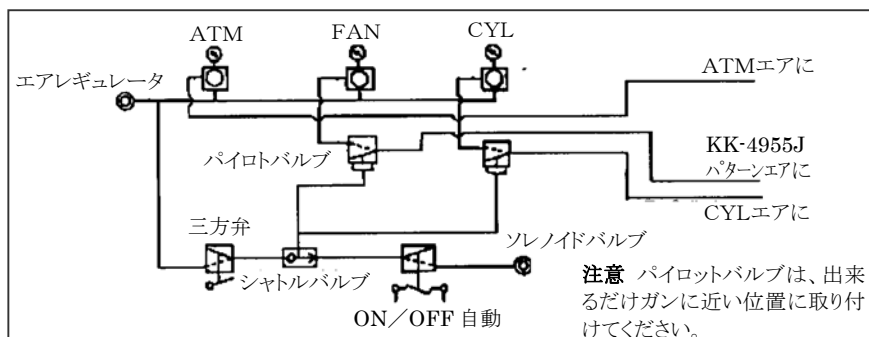 ATM FAN CYL
エアレギュレータ
ATMエアに
パイロトバルブ
KK-4955J
パターンエアに
CYLエアに
三方弁
シャトルバルブ
ソレノイドバルブ
ON/OFF 自動
注意 パイロットバルブは、出来
るだけガンに近い位置に取り付
けてください。